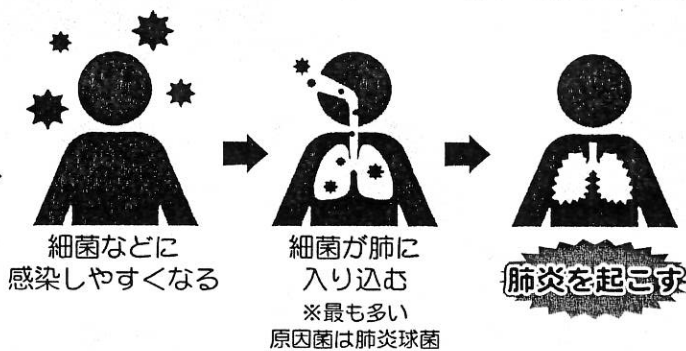 細菌などに
感染しやすくなる
細菌が肺に
入り込む
※最も多い
原因菌は肺炎球菌
肺炎を起こす